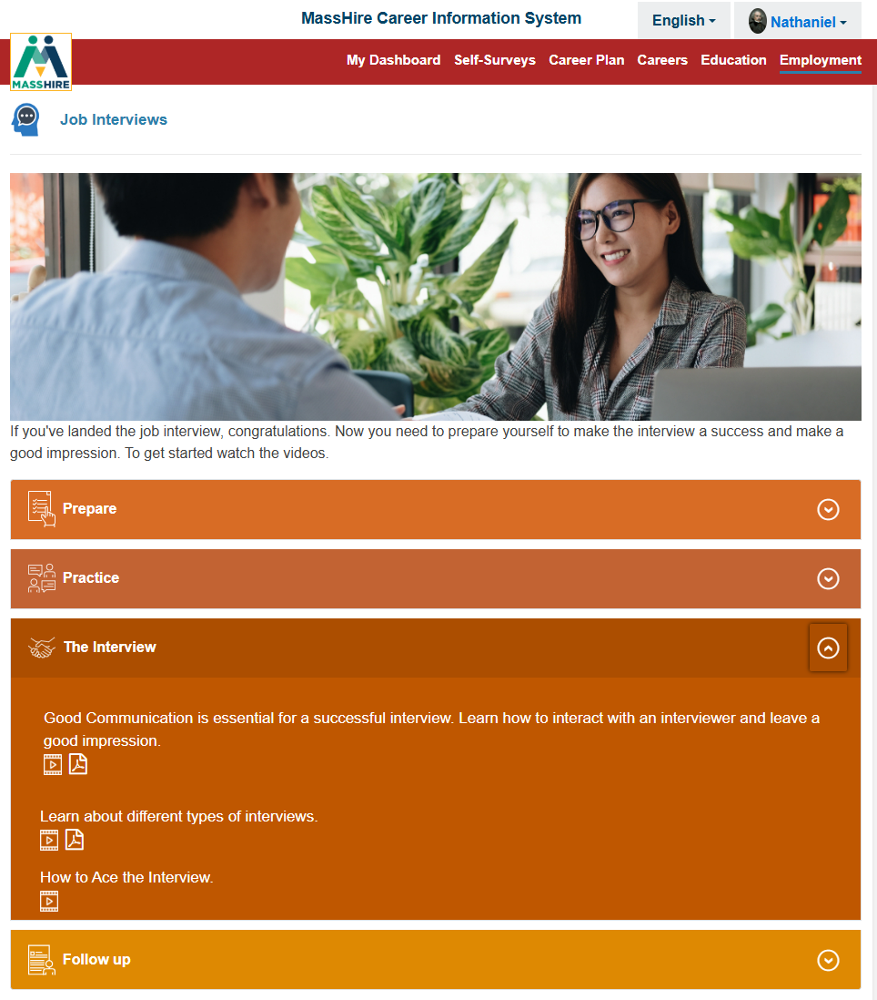 MassHire Career Information System
English
Nathaniel
MASSHIRE
My Dashboard Self-Surveys Career Plan Careers Education Employment
Job Interviews
If you've landed the job interview, congratulations. Now you need to prepare yourself to make the interview a success and make a
good impression. To get started watch the videos.
Prepare
Practice
The Interview
Good Communication is essential for a successful interview. Learn how to interact with an interviewer and leave a
good impression.
Learn about different types of interviews.
How to Ace the Interview.
Follow up